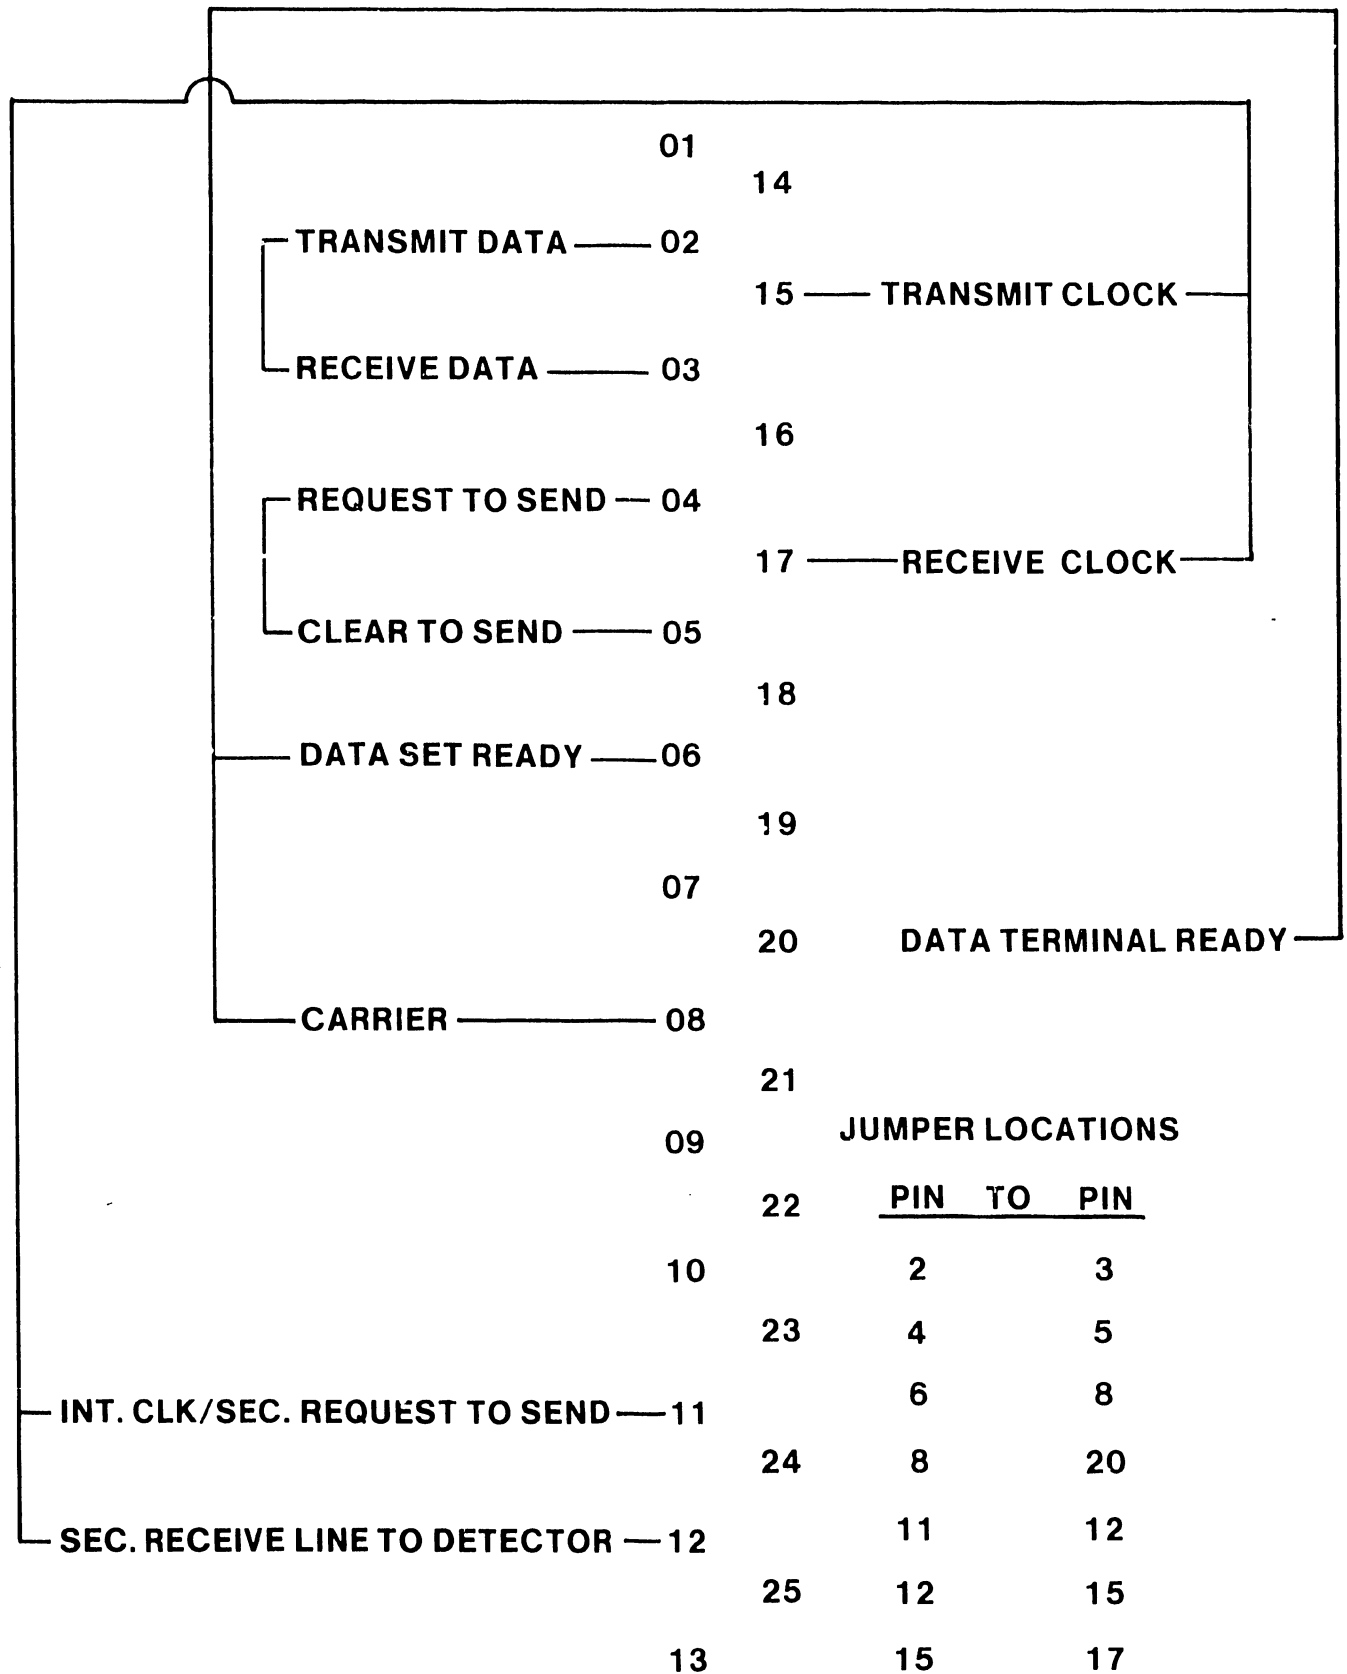 01
14
TRANSMIT DATA 02
15 TRANSMIT CLOCK
RECEIVE DATA 03
16
REQUEST TO SEND 04
17 RECEIVE CLOCK
CLEAR TO SEND 05
18
DATA SET READY 06
19
07
20 DATA TERMINAL READY
CARRIER 08
21
JUMPER LOCATIONS
09
22 PIN TO PIN
10 2 3
23 4 5
6 8
INT. CLK/SEC. REQUEST TO SEND 11
24 8 20
11 12
SEC. RECEIVE LINE TO DETECTOR 12
25 12 15
13 15 17